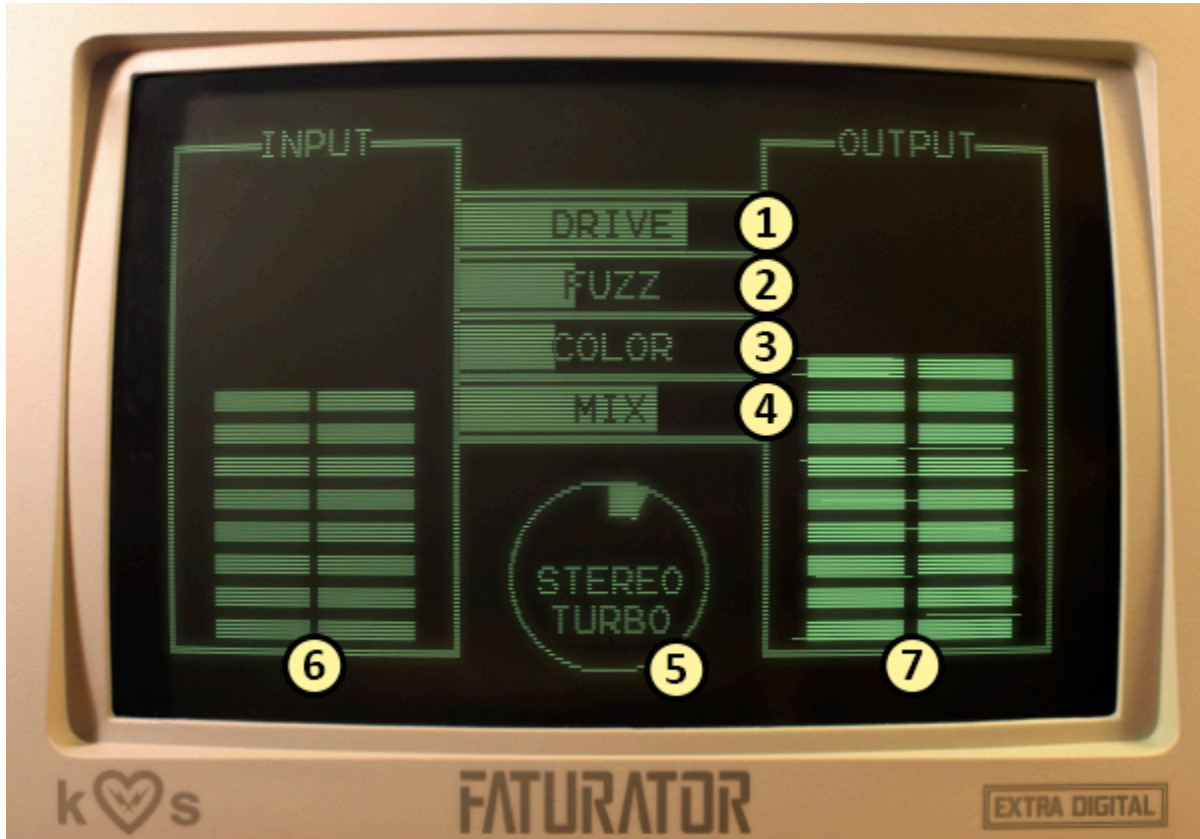 INPUT
OUTPUT
DRIVE 1
FUZZ 2
COLOR 3
MIX 4
STEREO
TURBO
6
5
7
k s
FATURATOR
EXTRA DIGITAL